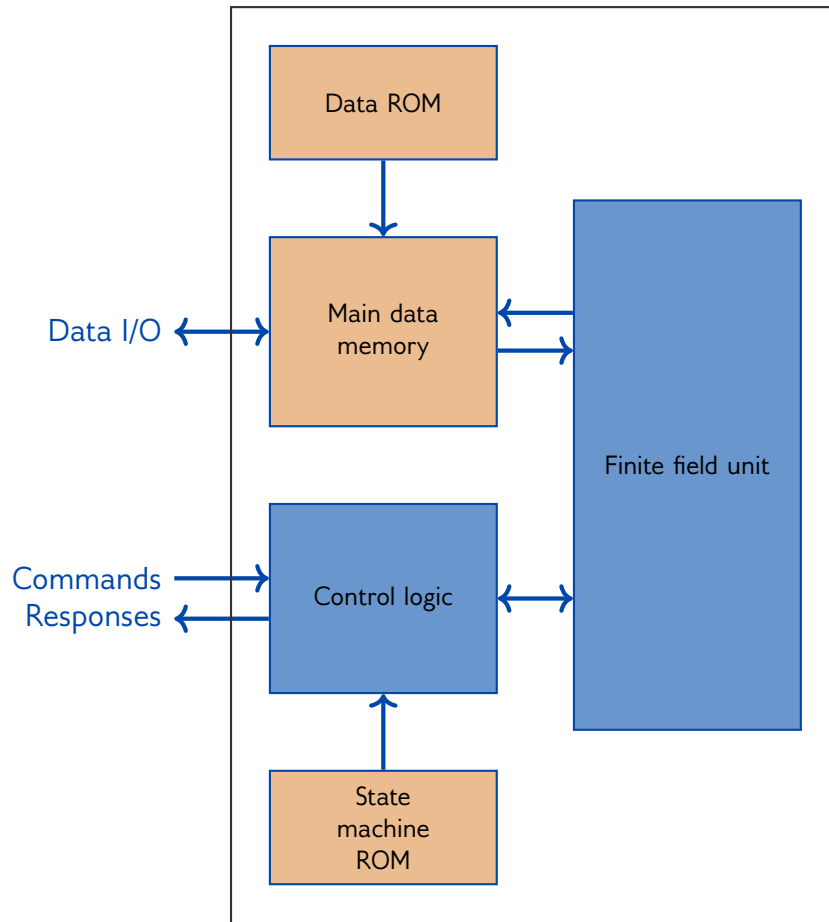 Data ROM
Main data
memory
Data I/O
Finite field unit
Commands
Responses
Control logic
State
machine
ROM